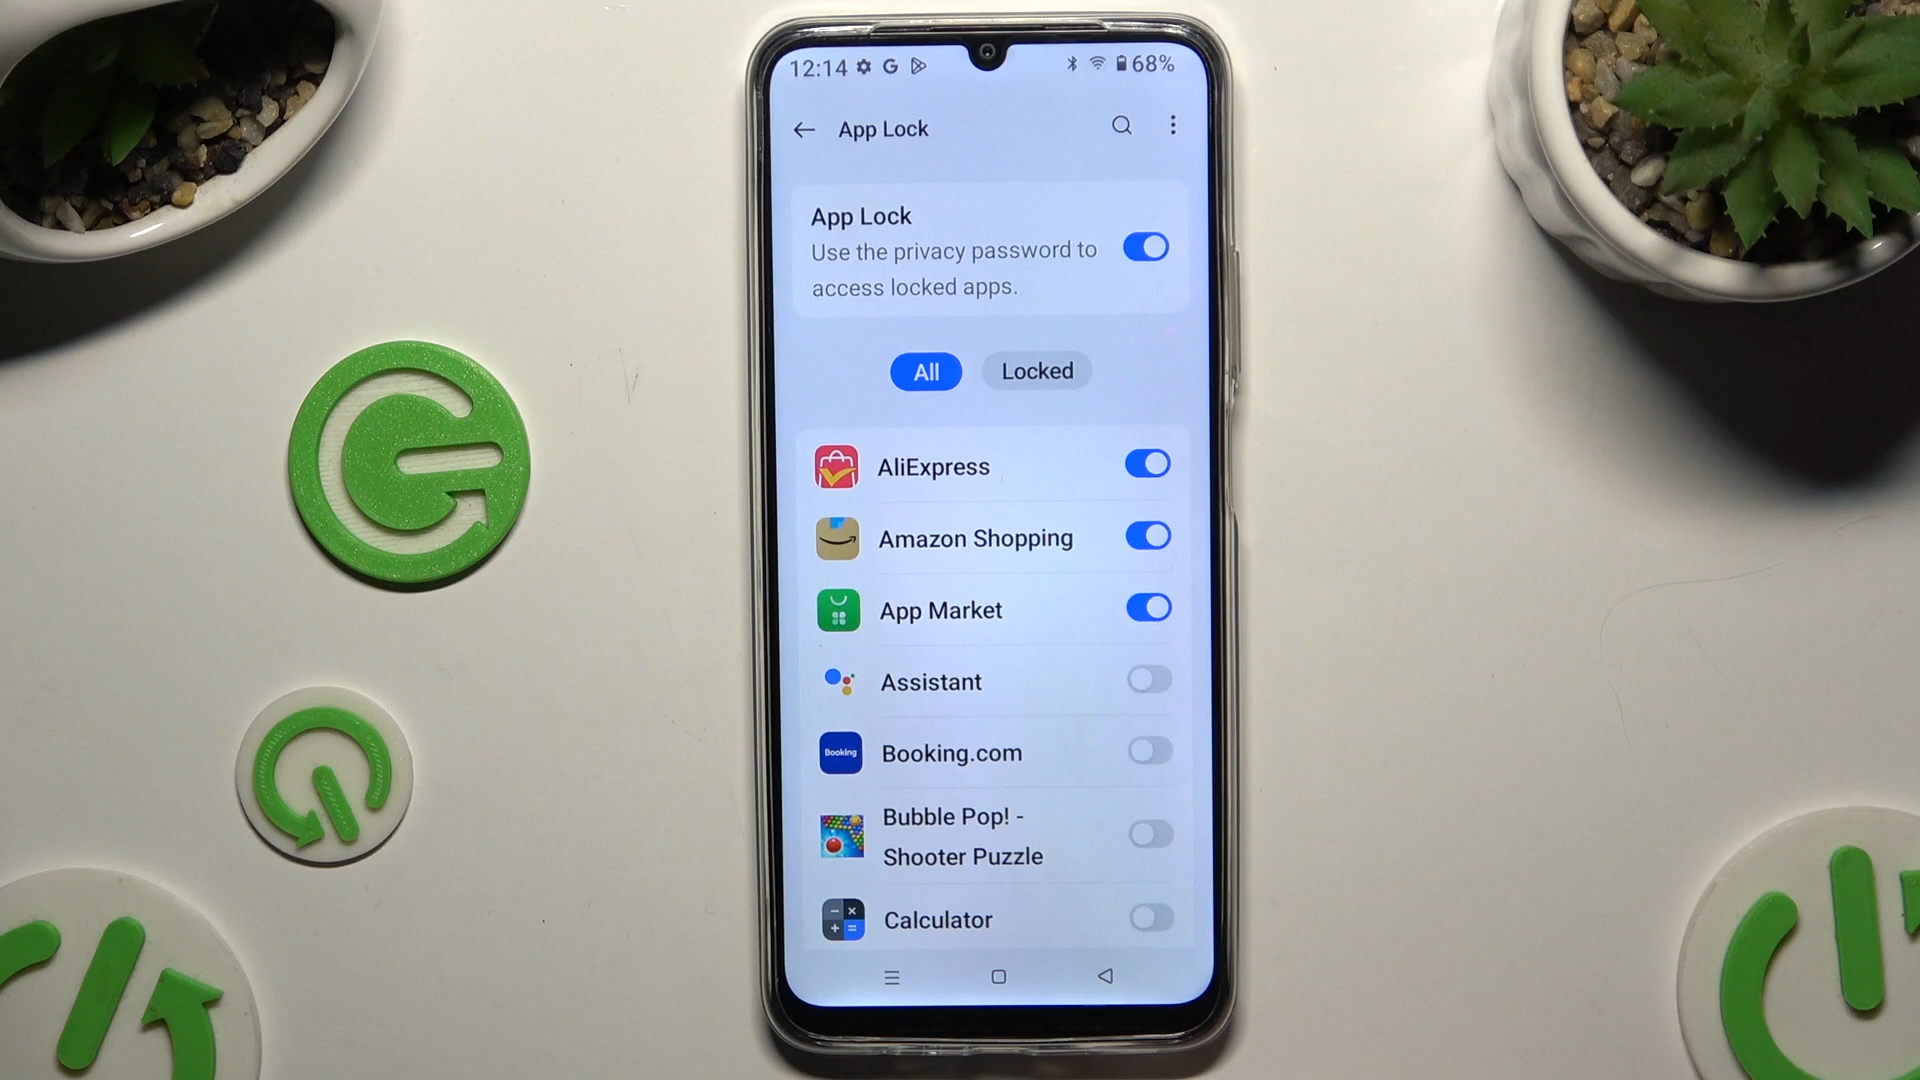 12:14 68%
App Lock
App Lock
Use the privacy password to
access locked apps.
All Locked
AliExpress
Amazon Shopping
App Market
Assistant
Booking
Booking.com
Bubble Pop! -
Shooter Puzzle
Calculator